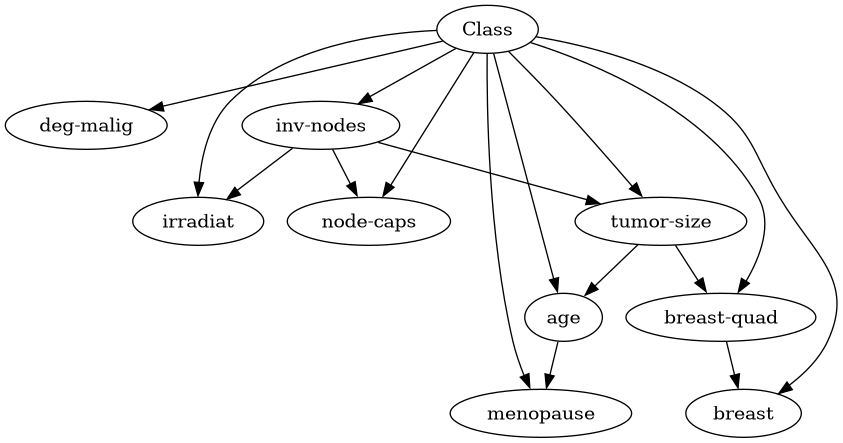 Class
deg-malig
inv-nodes
irradiat
node-caps
tumor-size
age
breast-quad
menopause
breast